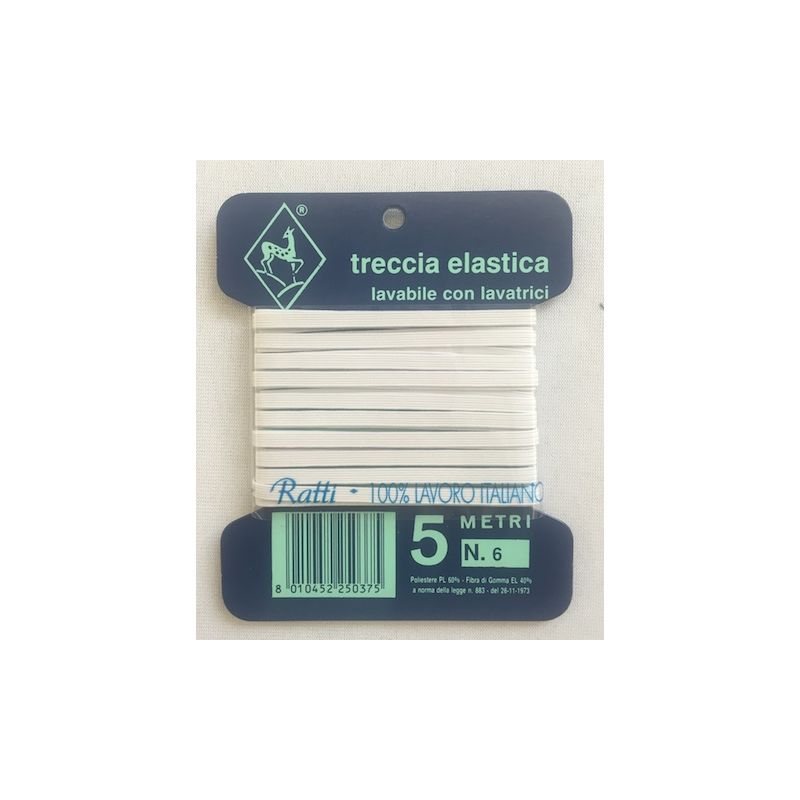 ®
treccia elastica
lavabile con lavatrici
Ratti • 100% LAVORO ITALIANO
5 METRI
N. 6
Poliestere PL 60% - Fibra di Gomma EL 40%
a norma della legge n. 883 - del 26-11-1973
8 010452 250375